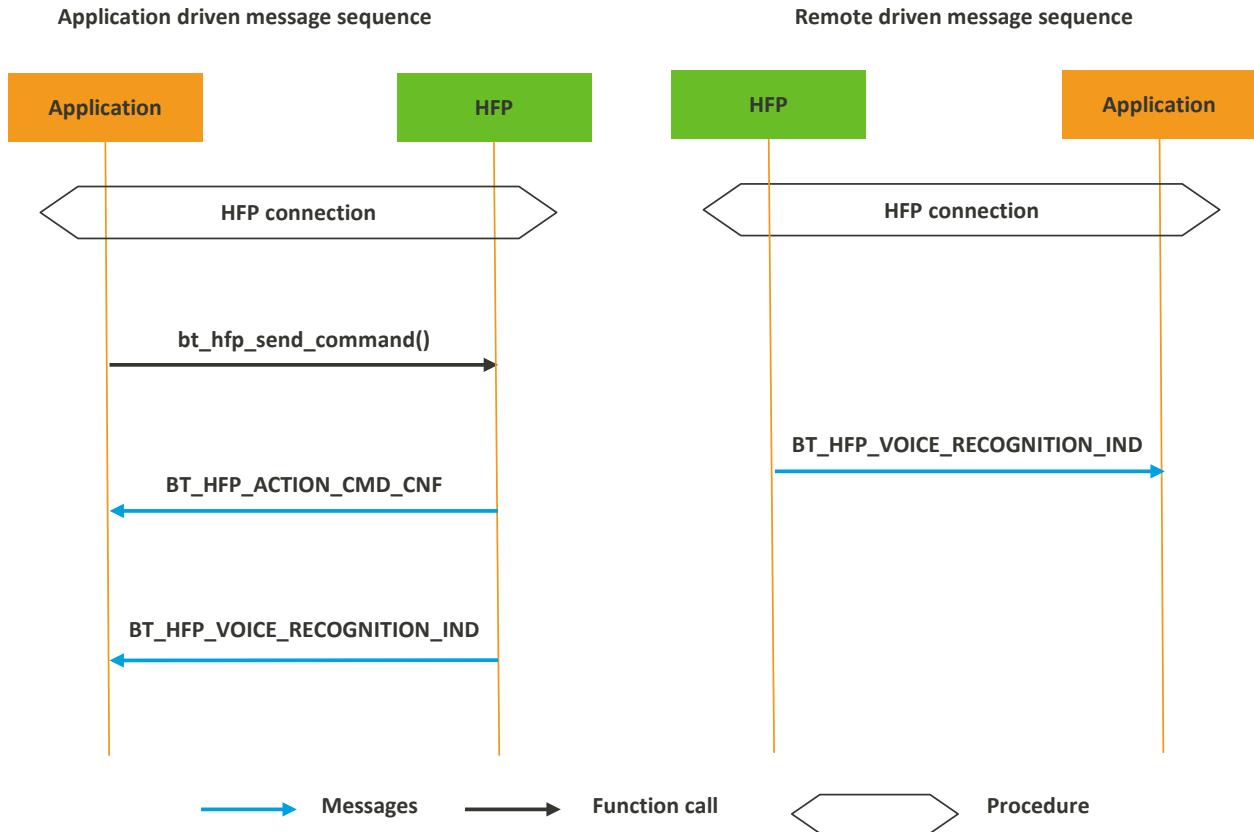 Application driven message sequence
Remote driven message sequence
Application
HFP
HFP
Application
HFP connection
HFP connection
bt_hfp_send_command()
BT_HFP_VOICE_RECOGNITION_IND
BT_HFP_ACTION_CMD_CNF
BT_HFP_VOICE_RECOGNITION_IND
Messages
Function call
Procedure